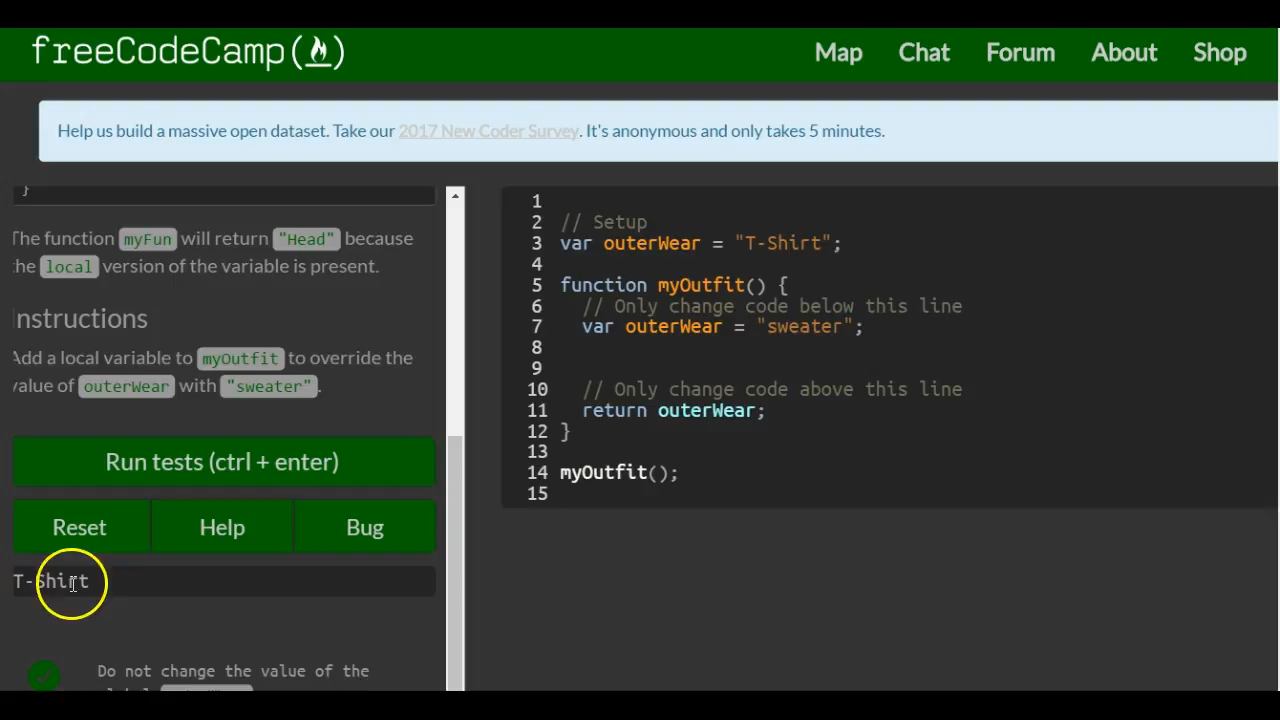 freeCodeCamp(🔥)
Map Chat Forum About Shop
Help us build a massive open dataset. Take our 2017 New Coder Survey. It's anonymous and only takes 5 minutes.
}
The function myFun will return "Head" because
the local version of the variable is present.
Instructions
Add a local variable to myOutfit to override the
value of outerWear with "sweater".
Run tests (ctrl + enter)
Reset Help Bug
T-Shirt
Do not change the value of the
1
2 // Setup
3 var outerWear = "T-Shirt";
4
5 function myOutfit() {
6 // Only change code below this line
7 var outerWear = "sweater";
8
9
10 // Only change code above this line
11 return outerWear;
12 }
13
14 myOutfit();
15